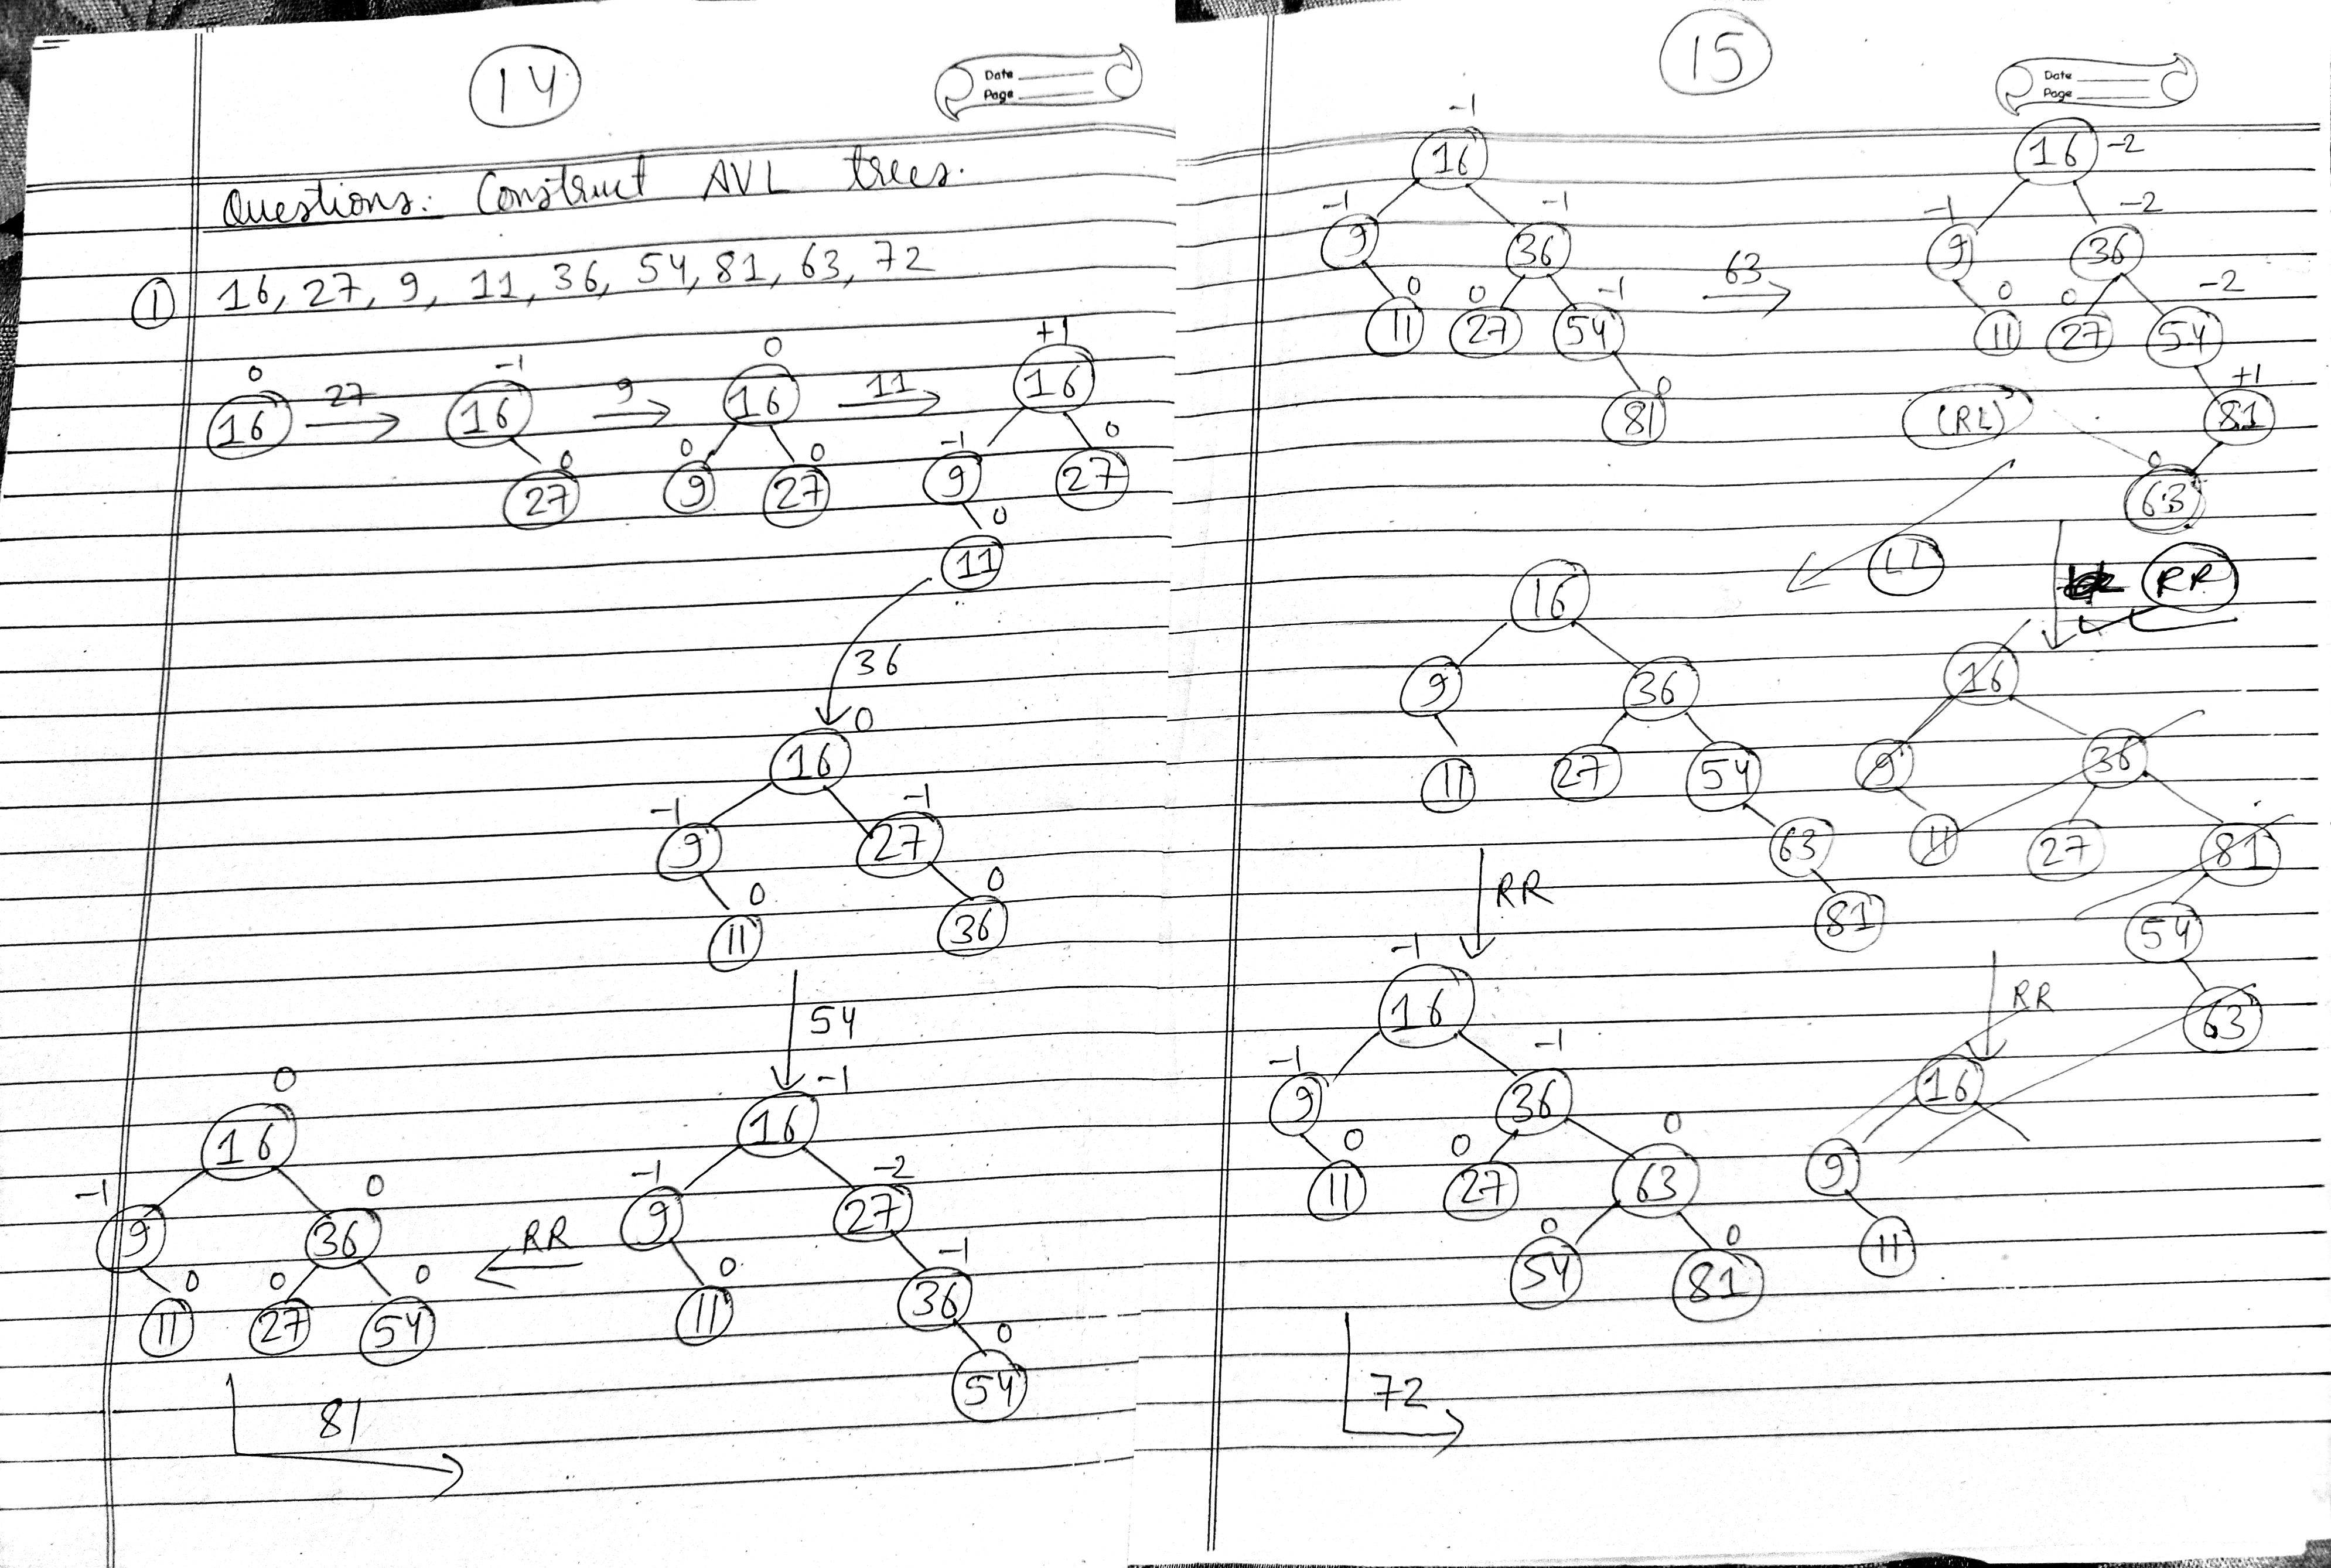 14
Date
Page
Questions: Construct AVL trees.
① 16, 27, 9, 11, 36, 54, 81, 63, 72
0 -1 0 +1
16 27 16 9 16 11 16
0 0 0 -1 0
27 9 27 9 27
0
11
36
0
16
-1 -1
9 27
0 0
11 36
54
0 -1
16 16
-1 0 -1 -2
9 36 RR 9 27
0 0 0 0 -1
11 27 54 11 36
0
54
81
15
Date
Page
-1
16 16 -2
-1 -1 -1 -2
9 36 63 9 36
0 0 -1 0 0 -2
11 27 54 11 27 54
0 +1
81 (RL) 81
0
63
LL RR
16 16
9 36 9 36
11 27 54 11 27 81
63 54
81 63
RR RR
-1
16 16
-1 -1
9 36 9
0 0 0
11 27 63 11
0 0
54 81
72